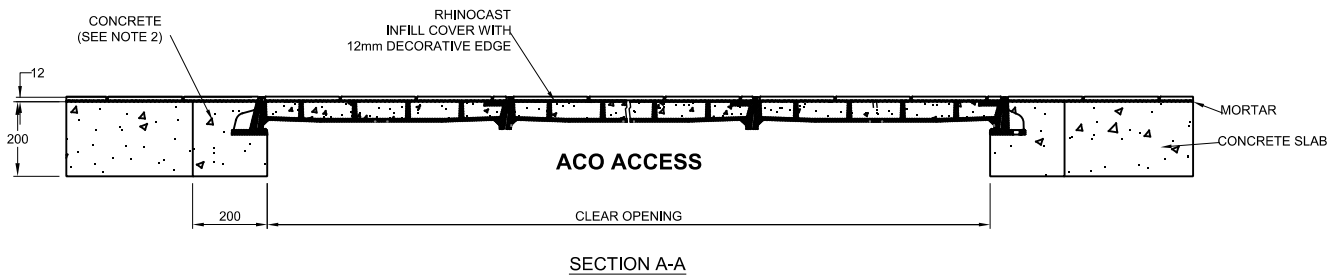 CONCRETE
(SEE NOTE 2)
RHINOCAST
INFILL COVER WITH
12mm DECORATIVE EDGE
12
200
MORTAR
CONCRETE SLAB
ACO ACCESS
200
CLEAR OPENING
SECTION A-A